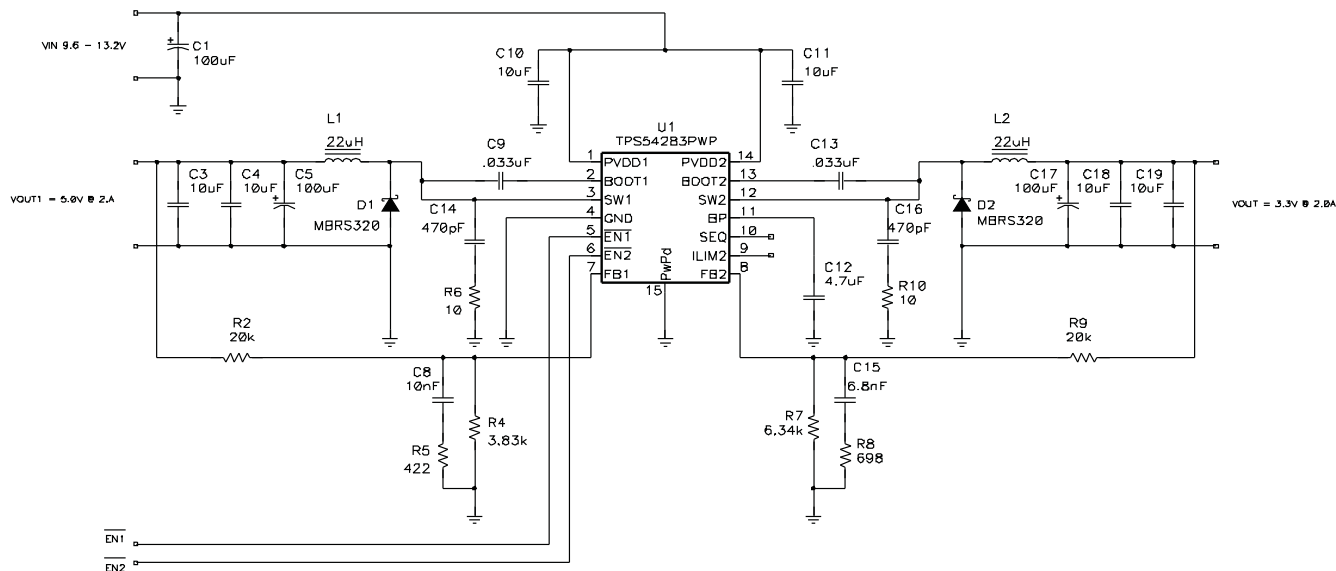 VIN 9.6 - 13.2V
C1
100uF
C10
10uF
C11
10uF
L1
22uH
C9
.033uF
U1
TPS54283PWP
C13
.033uF
L2
22uH
VOUT1 = 5.0V @ 2.A
C3
10uF
C4
10uF
C5
100uF
D1
MBRS320
C14
470pF
R6
10
1 PVDD1
2 BOOT1
3 SW1
4 GND
5 EN1
6 EN2
7 FB1
PVDD2 14
BOOT2 13
SW2 12
BP 11
SEQ 10
ILIM2 9
FB2 8
PwPd
15
C12
4.7uF
C16
470pF
R10
10
D2
MBRS320
C17
100uF
C18
10uF
C19
10uF
VOUT = 3.3V @ 2.0A
R2
20k
R9
20k
C8
10nF
R5
422
R4
3.83k
R7
6.34k
C15
6.8nF
R8
698
EN1
EN2